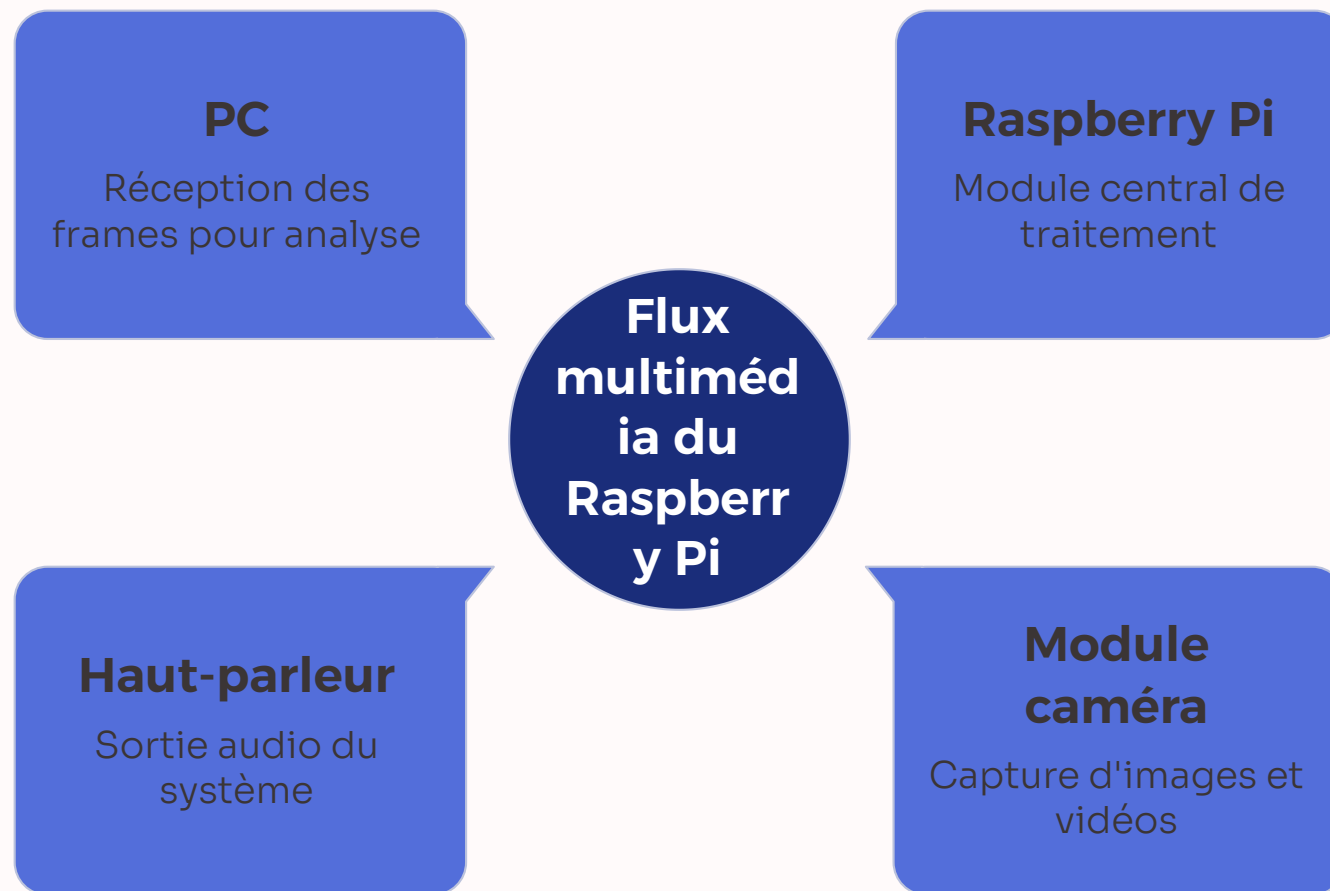 PC
Réception des
frames pour analyse
Raspberry Pi
Module central de
traitement
Flux
multiméd
ia du
Raspberr
y Pi
Haut-parleur
Sortie audio du
système
Module
caméra
Capture d'images et
vidéos